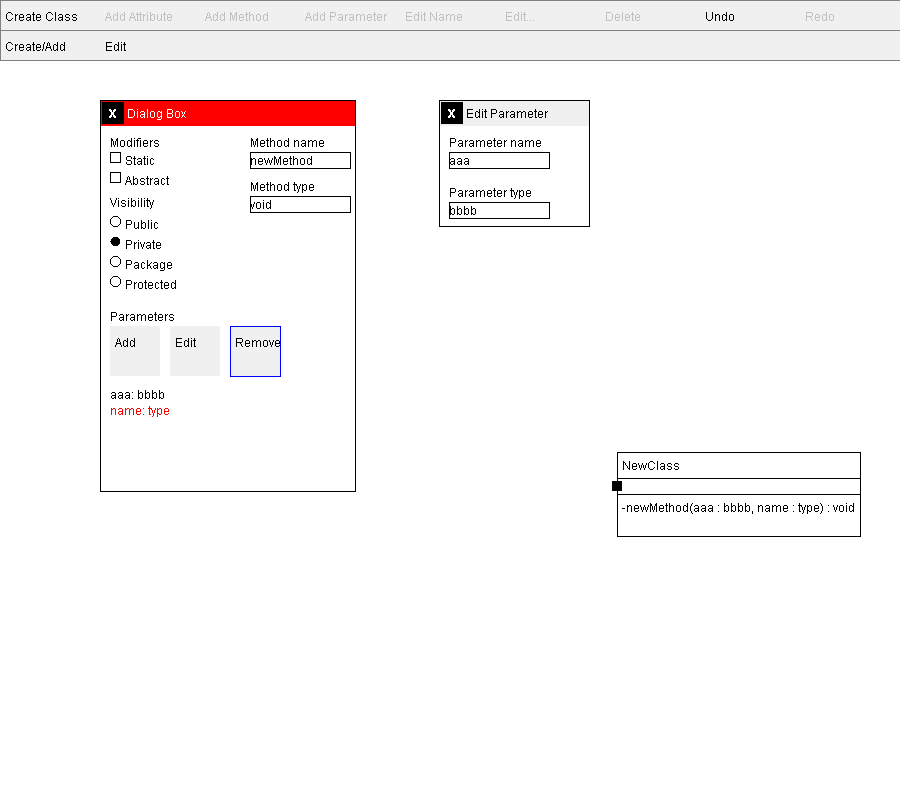 Create Class Add Attribute Add Method Add Parameter Edit Name Edit... Delete Undo Redo
Create/Add Edit
X Dialog Box
Modifiers
Static
Abstract
Visibility
Public
Private
Package
Protected
Method name
newMethod
Method type
void
Parameters
Add Edit Remove
aaa: bbbb
name: type
X Edit Parameter
Parameter name
aaa
Parameter type
bbbb
NewClass
-newMethod(aaa : bbbb, name : type) : void